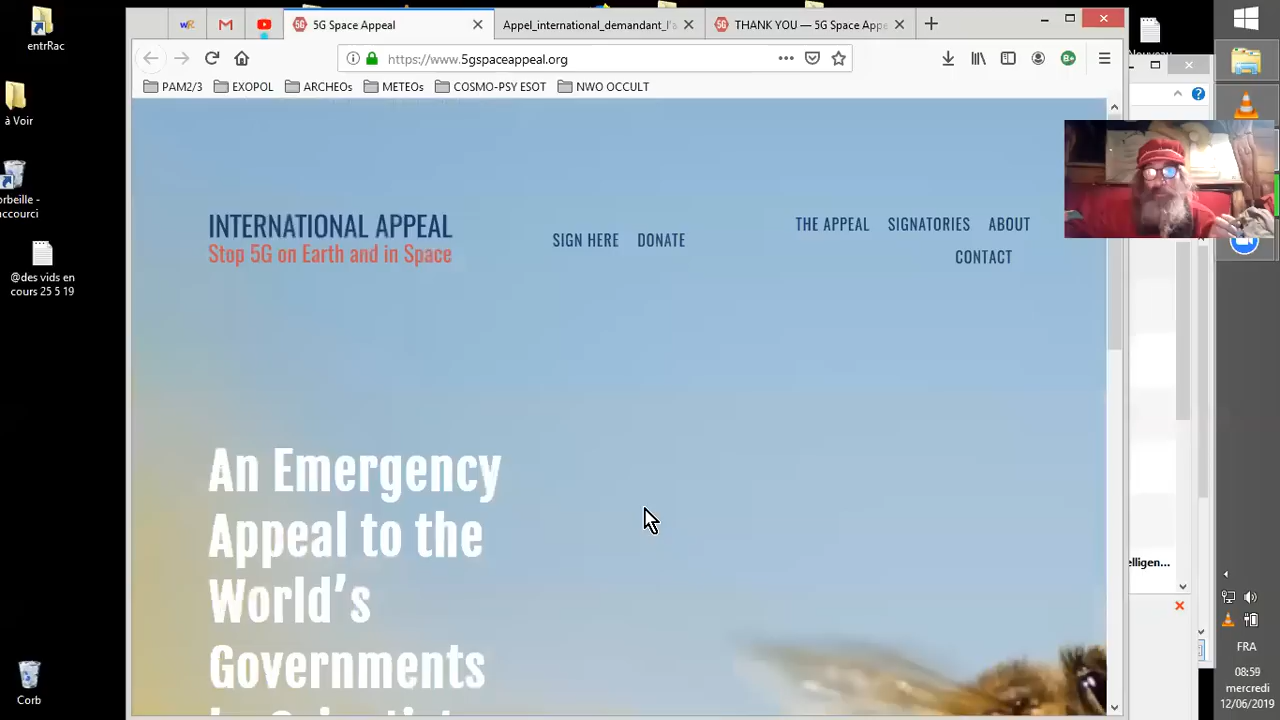 entrRac
à Voir
orbeille -
accourci
@des vids en
cours 25 5 19
Corb
wR
5G Space Appeal
Appel_international_demandant_l'a
THANK YOU — 5G Space Appe
https://www.5gspaceappeal.org
PAM2/3
EXOPOL
ARCHEOs
METEOs
COSMO-PSY ESOT
NWO OCCULT
INTERNATIONAL APPEAL
Stop 5G on Earth and in Space
SIGN HERE
DONATE
THE APPEAL
SIGNATORIES
ABOUT
CONTACT
An Emergency
Appeal to the
World's
Governments
elligen...
FRA
08:59
mercredi
12/06/2019